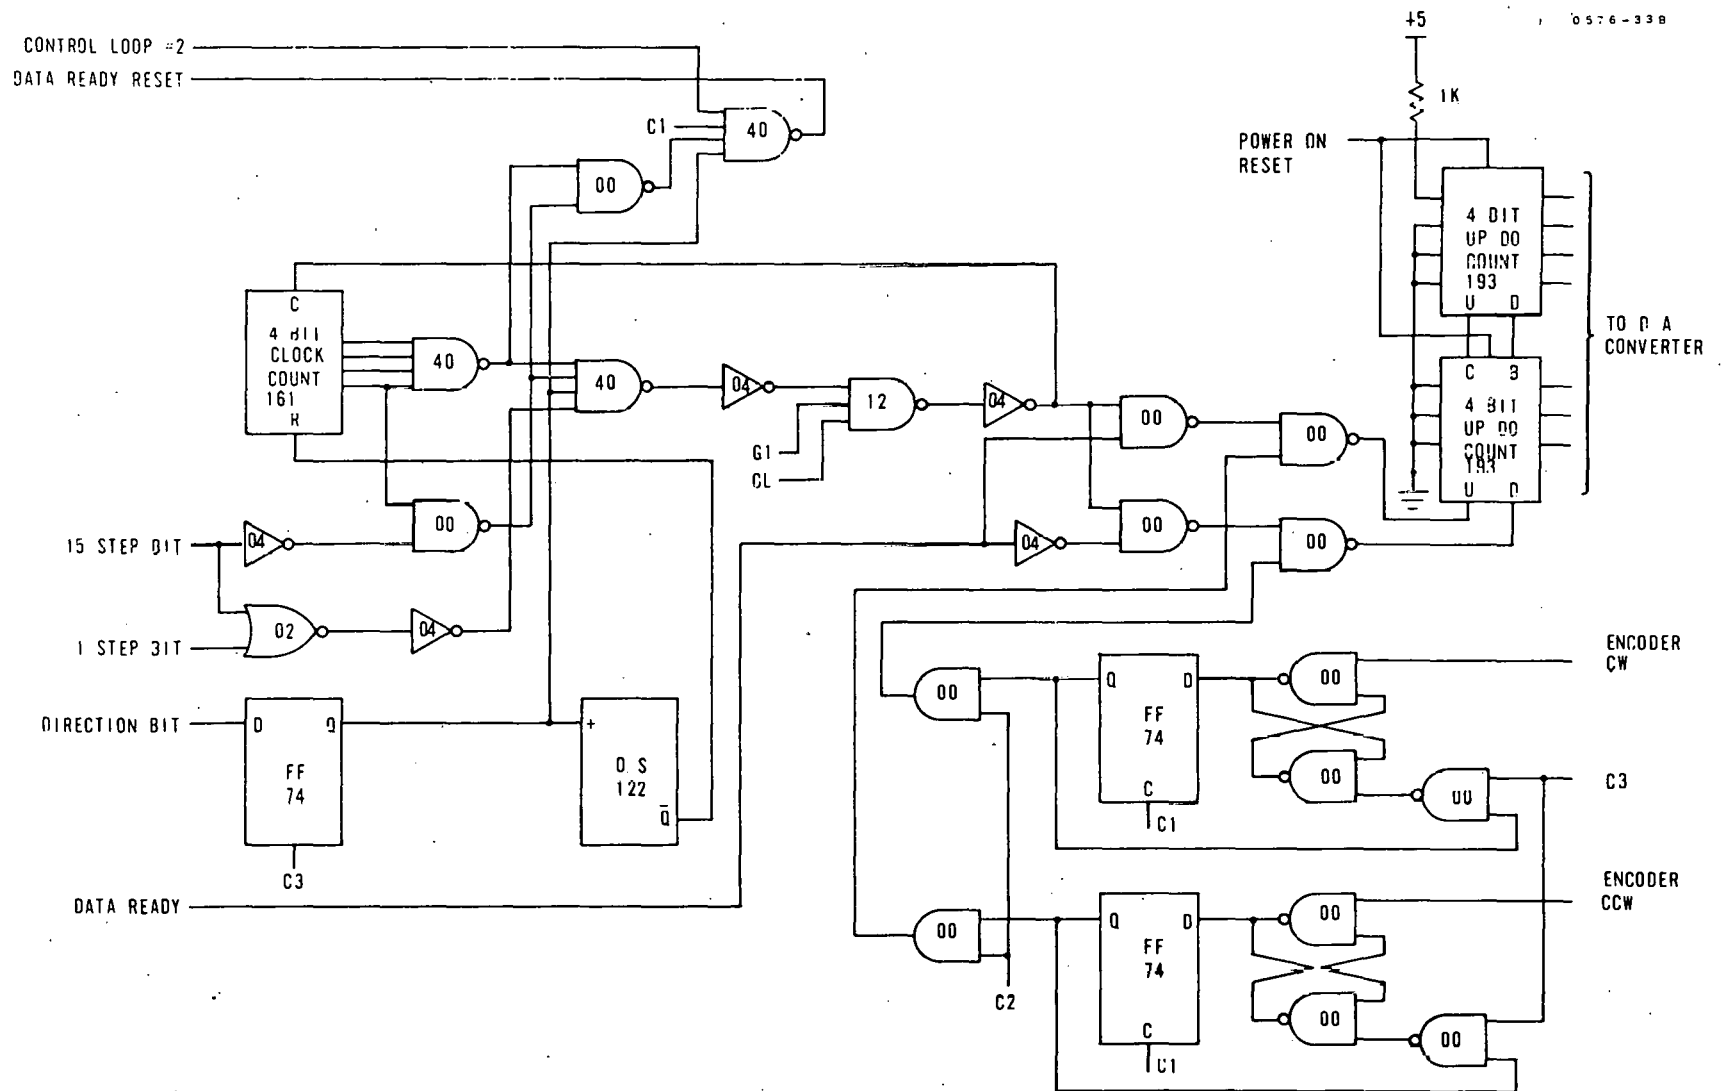 +5
0576-33B
CONTROL LOOP =2
DATA READY RESET
C1
40
1K
POWER ON
RESET
00
4 BIT
UP DO
COUNT
193
U D
C
4 BIT
CLOCK
COUNT
161
R
40
40
04
12
04
G1
CL
00
00
TO D A
CONVERTER
C B
4 BIT
UP DO
COUNT
193
U D
15 STEP BIT
04
00
04
00
00
1 STEP BIT
02
04
ENCODER
CW
00
Q D
FF
74
C
C1
00
00
00
C3
DIRECTION BIT
D Q
FF
74
C3
+
O S
122
Q̅
DATA READY
ENCODER
CCW
00
C2
Q D
FF
74
C
C1
00
00
00